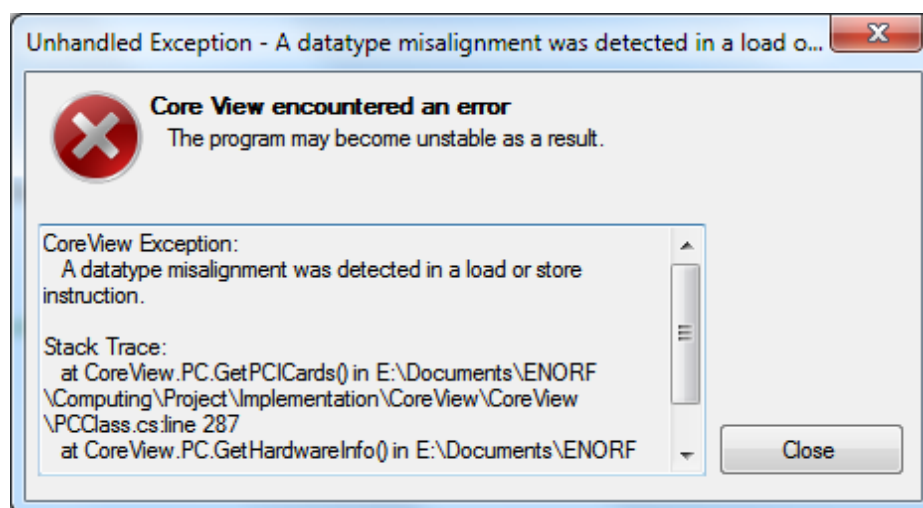 Unhandled Exception - A datatype misalignment was detected in a load o...
Core View encountered an error
The program may become unstable as a result.
CoreView Exception:
A datatype misalignment was detected in a load or store
instruction.
Stack Trace:
at CoreView.PC.GetPCICards() in E:\Documents\ENORF
\Computing\Project\Implementation\CoreView\CoreView
\PCClass.cs:line 287
at CoreView.PC.GetHardwareInfo() in E:\Documents\ENORF
Close